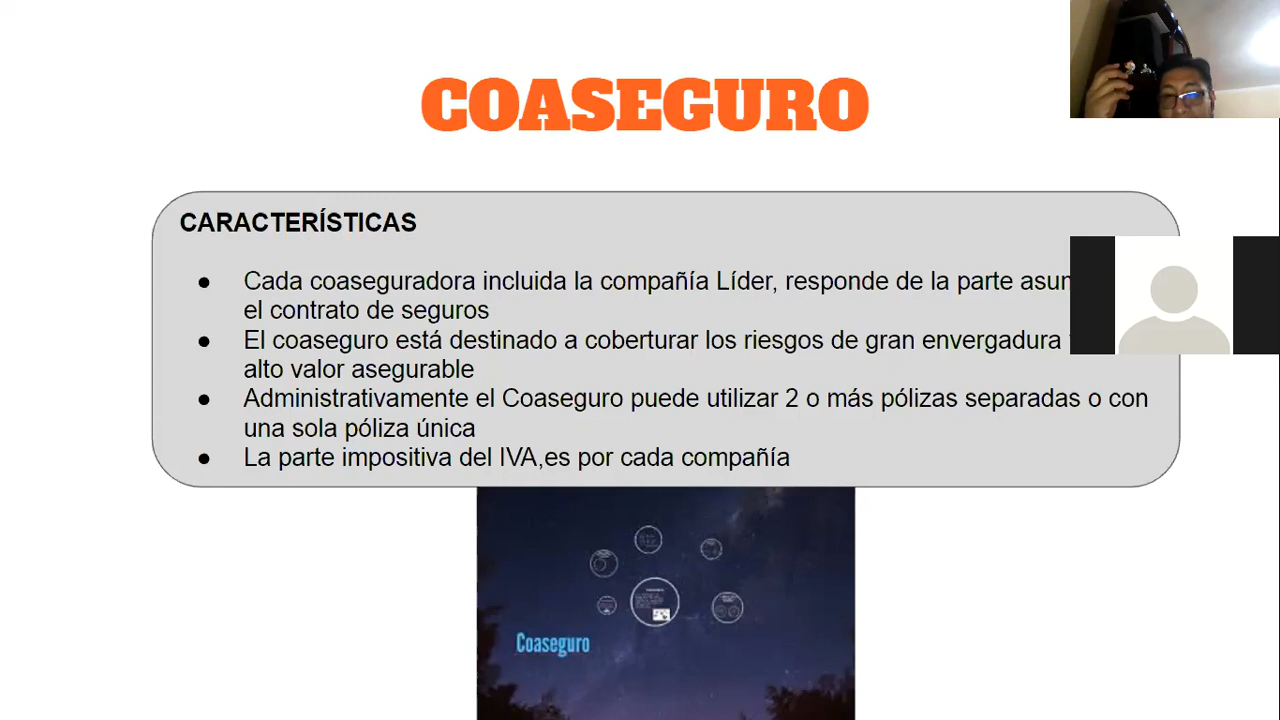 COASEGURO
CARACTERÍSTICAS
● Cada coaseguradora incluida la compañía Líder, responde de la parte
el contrato de seguros
● El coaseguro está destinado a coberturar los riesgos de gran envergadura
alto valor asegurable
● Administrativamente el Coaseguro puede utilizar 2 o más pólizas separadas o con
una sola póliza única
● La parte impositiva del IVA,es por cada compañía
Coaseguro